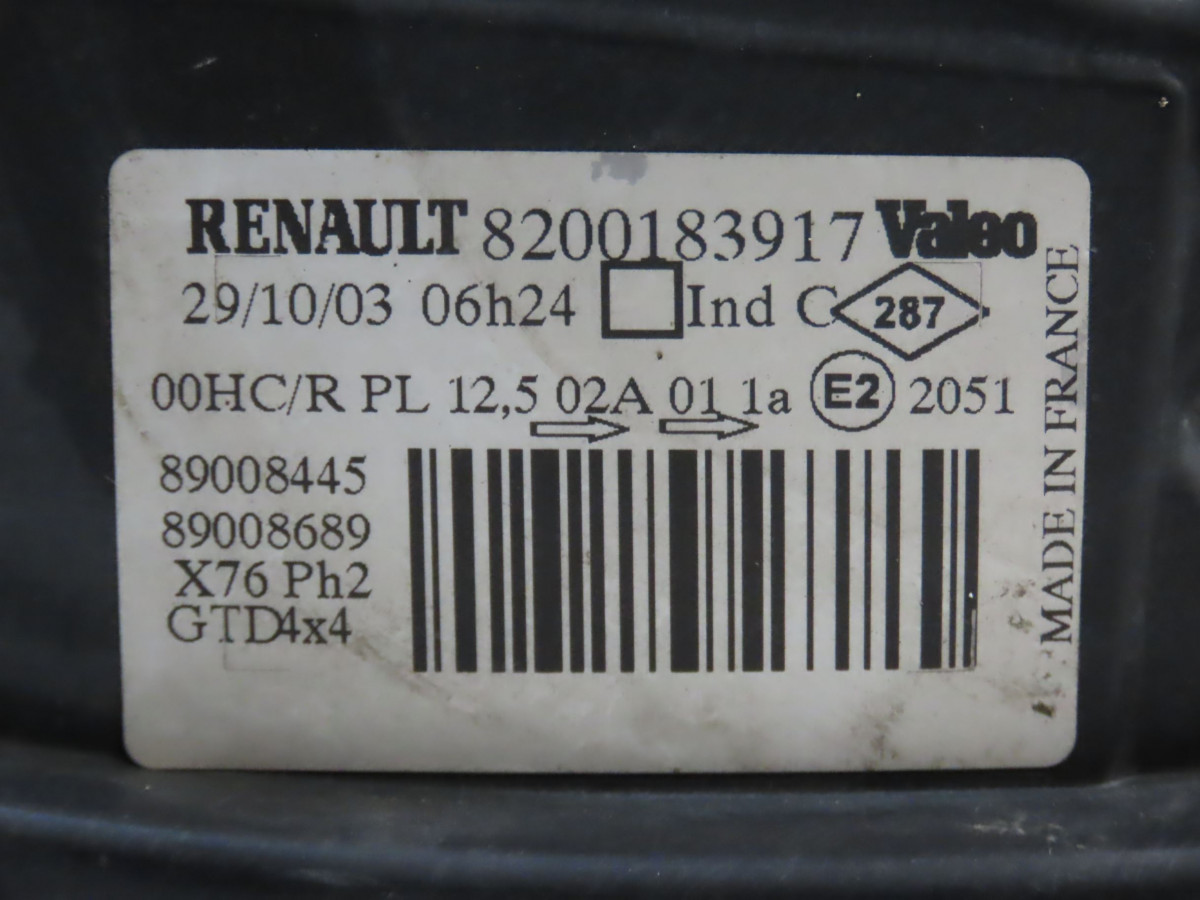 RENAULT 8200183917 Valeo
29/10/03 06h24 Ind C 287
00HC/R PL 12,5 02A 01 1a E2 2051
89008445
89008689
X76 Ph2
GTD4x4
MADE IN FRANCE